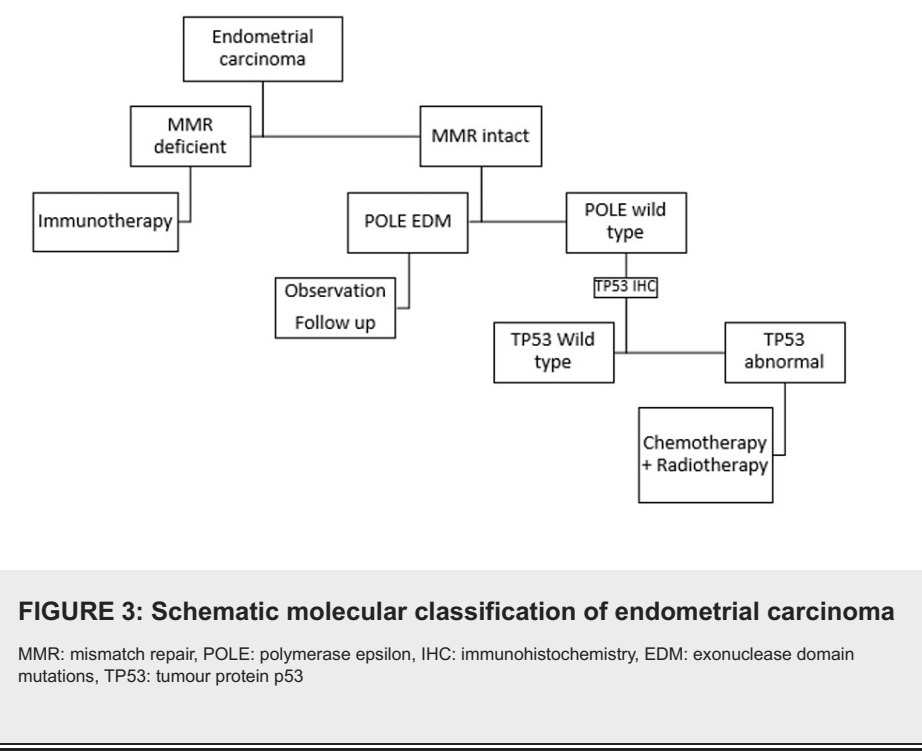 Endometrial
carcinoma
MMR
deficient
MMR intact
Immunotherapy
POLE EDM
POLE wild
type
Observation
Follow up
TP53 IHC
TP53 Wild
type
TP53
abnormal
Chemotherapy
+ Radiotherapy
FIGURE 3: Schematic molecular classification of endometrial carcinoma
MMR: mismatch repair, POLE: polymerase epsilon, IHC: immunohistochemistry, EDM: exonuclease domain
mutations, TP53: tumour protein p53